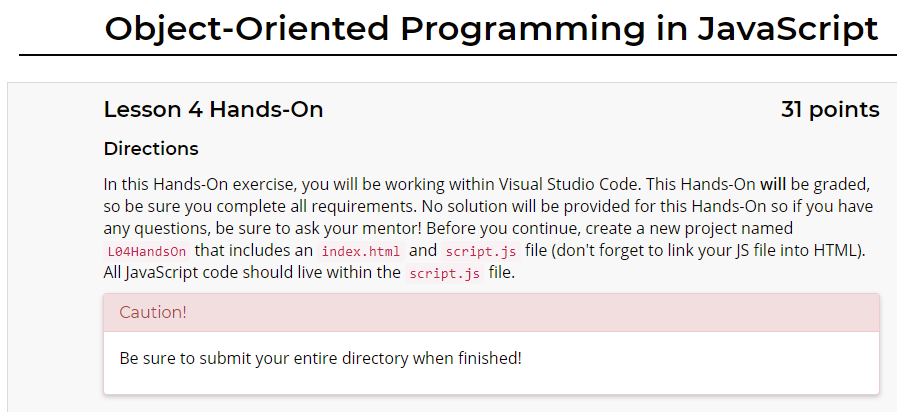 Object-Oriented Programming in JavaScript
Lesson 4 Hands-On 31 points
Directions
In this Hands-On exercise, you will be working within Visual Studio Code. This Hands-On will be graded,
so be sure you complete all requirements. No solution will be provided for this Hands-On so if you have
any questions, be sure to ask your mentor! Before you continue, create a new project named
L04HandsOn that includes an index.html and script.js file (don't forget to link your JS file into HTML).
All JavaScript code should live within the script.js file.
Caution!
Be sure to submit your entire directory when finished!